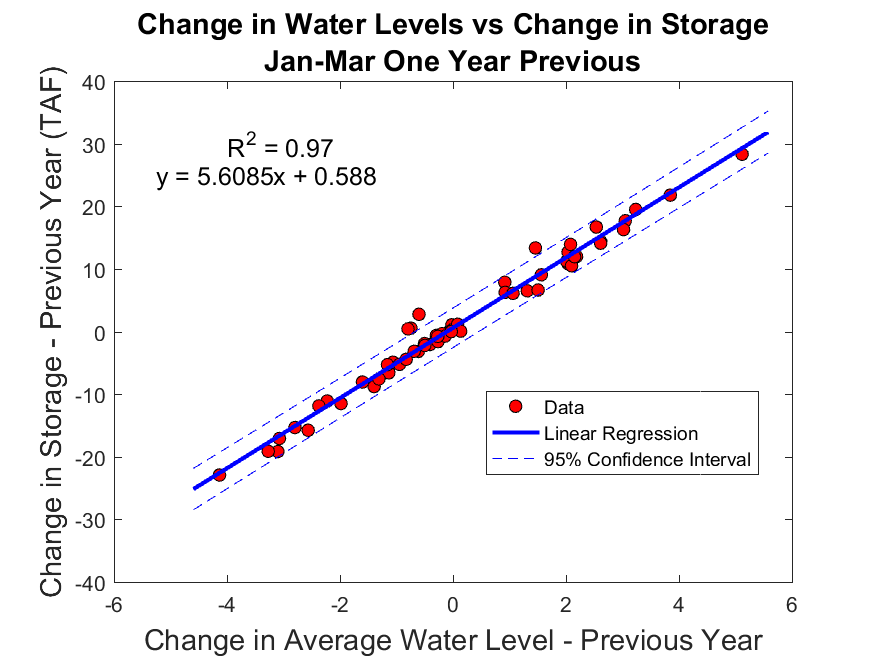 Change in Water Levels vs Change in Storage
Jan-Mar One Year Previous
Change in Storage - Previous Year (TAF)
40
30
20
10
0
-10
-20
-30
-40
R² = 0.97
y = 5.6085x + 0.588
Data
Linear Regression
95% Confidence Interval
-6 -4 -2 0 2 4 6
Change in Average Water Level - Previous Year